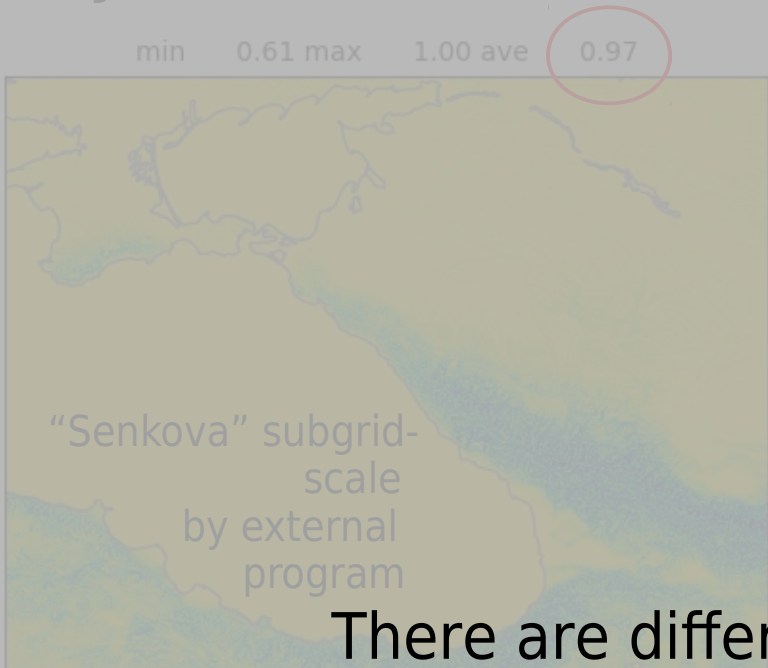 min 0.61 max 1.00 ave 0.97
“Senkova” subgrid-
scale
by external
program
There are differ